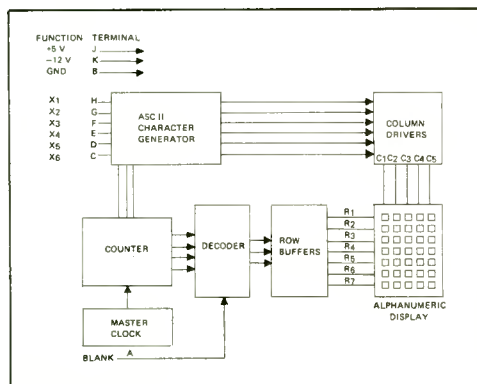 FUNCTION TERMINAL
+5 V J
-12 V K
GND B
X1 H
X2 G
X3 F
X4 E
X5 D
X6 C
ASC II
CHARACTER
GENERATOR
COLUMN
DRIVERS
C1 C2 C3 C4 C5
COUNTER
DECODER
ROW
BUFFERS
R1
R2
R3
R4
R5
R6
R7
ALPHANUMERIC
DISPLAY
MASTER
CLOCK
BLANK A